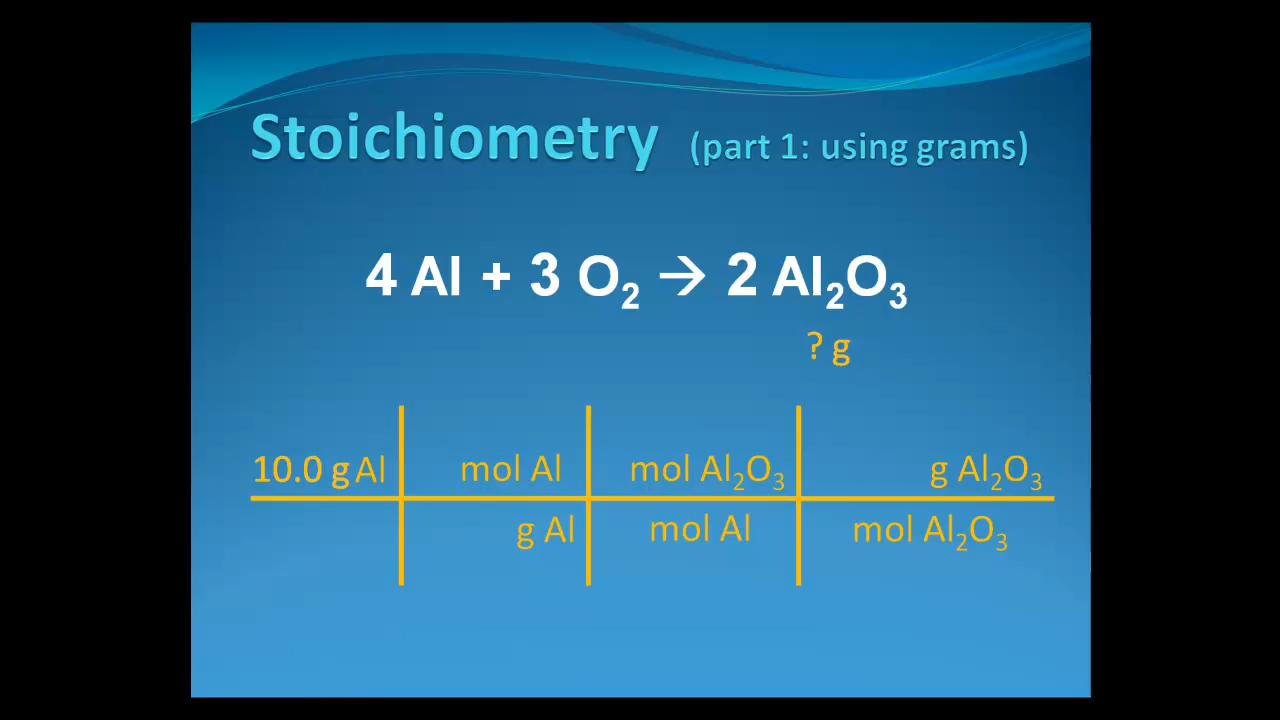 Stoichiometry (part 1: using grams)
4 Al + 3 O₂ → 2 Al₂O₃
? g
10.0 g Al mol Al mol Al₂O₃ g Al₂O₃
g Al mol Al mol Al₂O₃